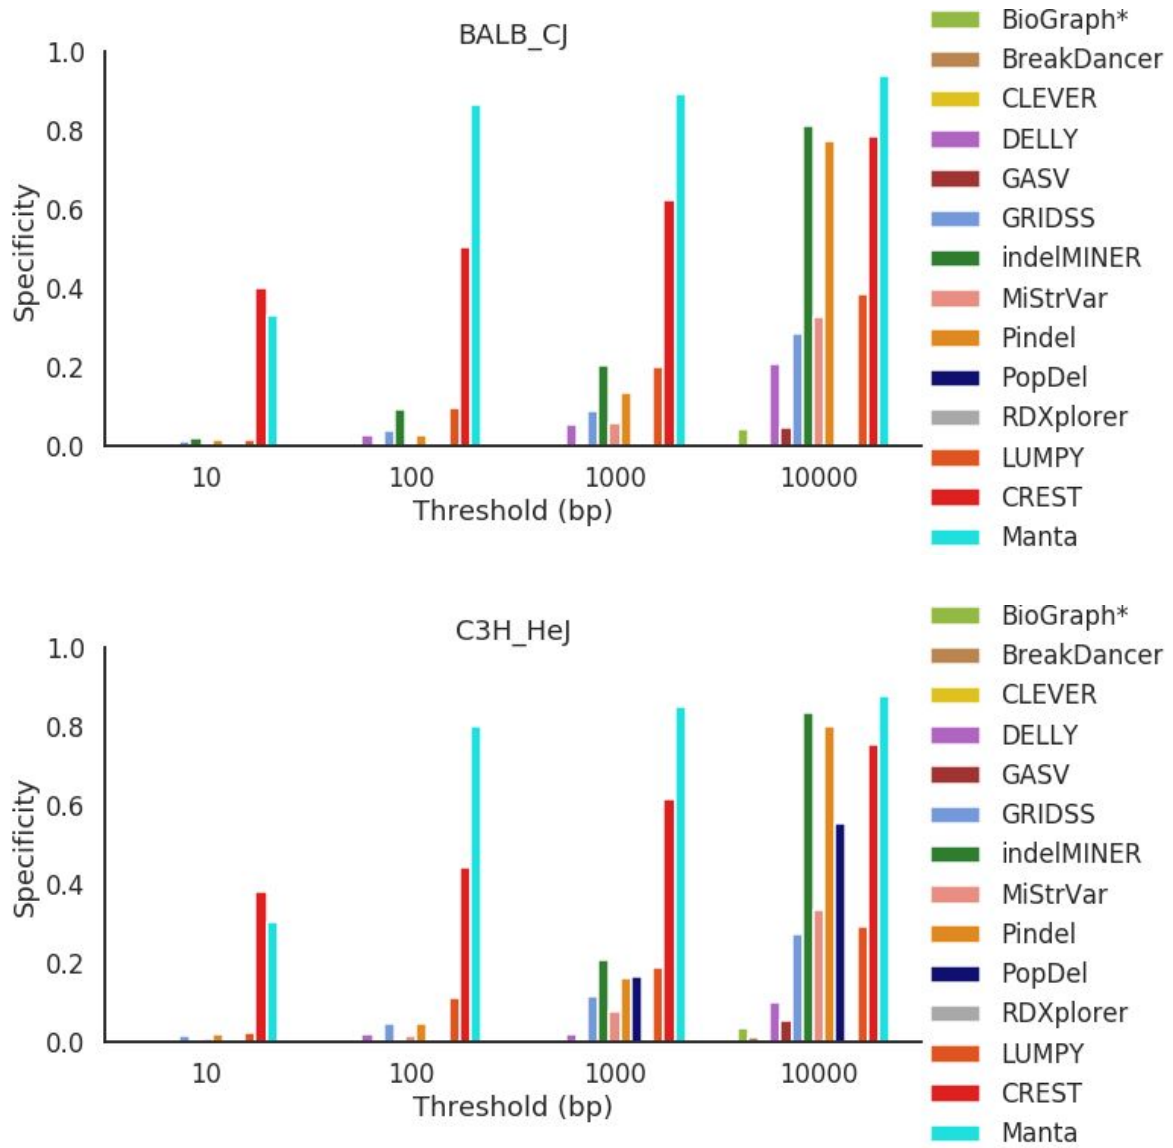 BALB_CJ
1.0
0.8
0.6
0.4
0.2
0.0
Specificity
10
100
1000
10000
Threshold (bp)
BioGraph*
BreakDancer
CLEVER
DELLY
GASV
GRIDSS
indelMINER
MiStrVar
Pindel
PopDel
RDXplorer
LUMPY
CREST
Manta
C3H_HeJ
1.0
0.8
0.6
0.4
0.2
0.0
Specificity
10
100
1000
10000
Threshold (bp)
BioGraph*
BreakDancer
CLEVER
DELLY
GASV
GRIDSS
indelMINER
MiStrVar
Pindel
PopDel
RDXplorer
LUMPY
CREST
Manta